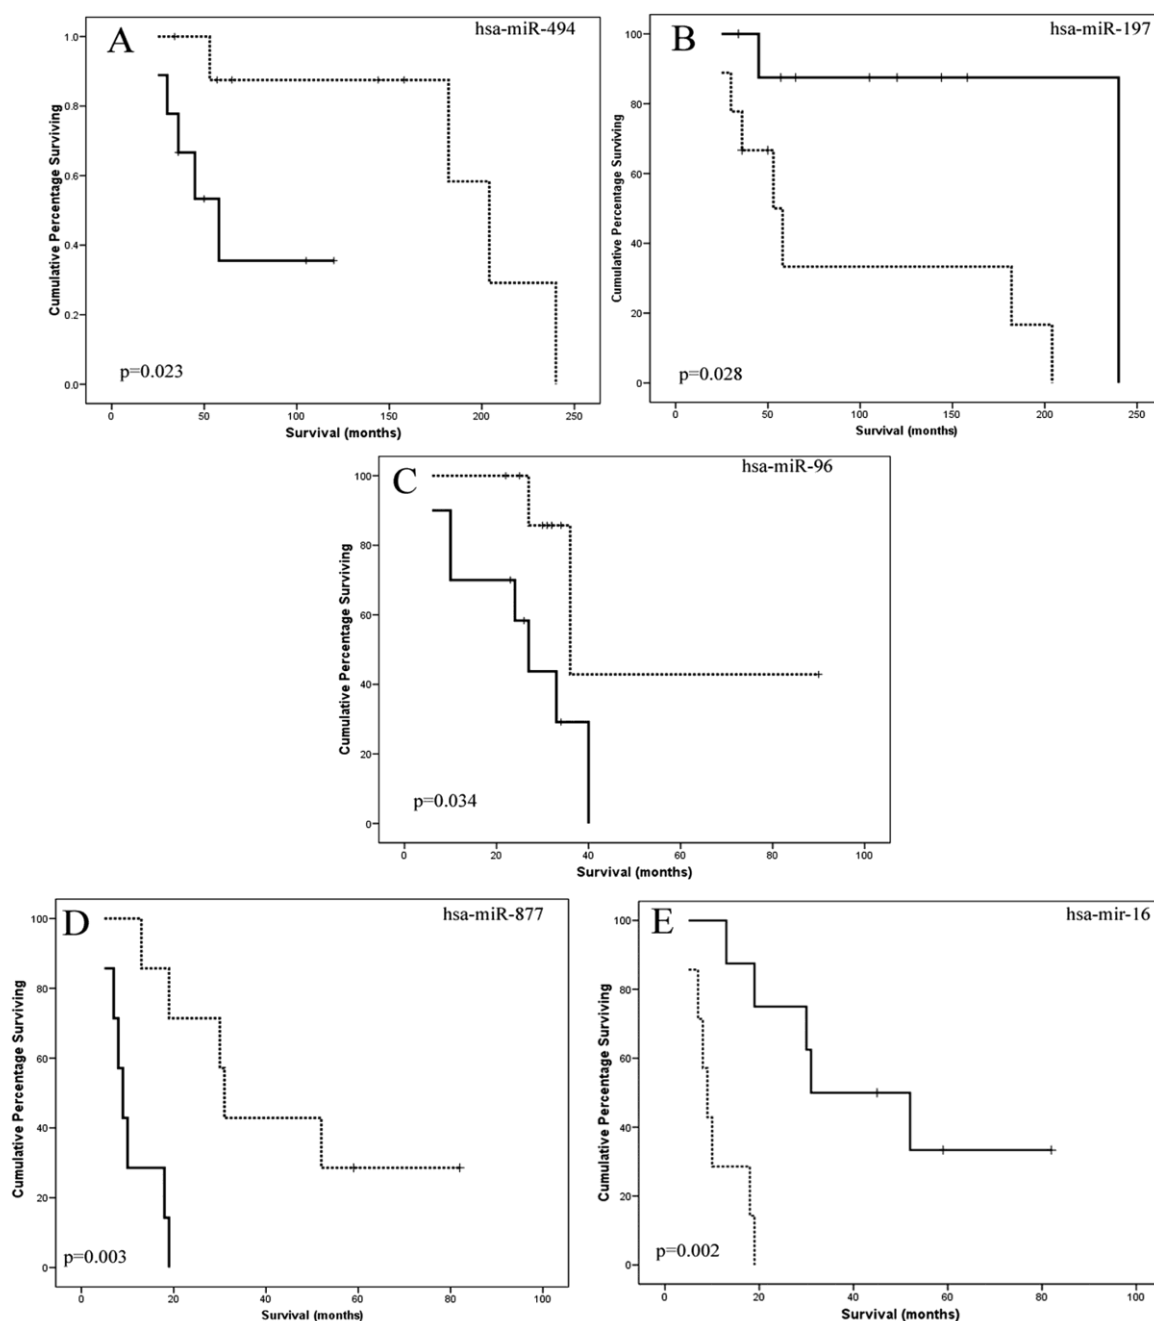 A
hsa-miR-494
Cumulative Percentage Surviving
1.0
0.8
0.6
0.4
0.2
0.0
p=0.023
0 50 100 150 200 250
Survival (months)
B
hsa-miR-197
Cumulative Percentage Surviving
100
80
60
40
20
0
p=0.028
0 50 100 150 200 250
Survival (months)
C
hsa-miR-96
Cumulative Percentage Surviving
100
80
60
40
20
0
p=0.034
0 20 40 60 80 100
Survival (months)
D
hsa-miR-877
Cumulative Percentage Surviving
100
80
60
40
20
0
p=0.003
0 20 40 60 80 100
Survival (months)
E
hsa-mir-16
Cumulative Percentage Surviving
100
80
60
40
20
0
p=0.002
0 20 40 60 80 100
Survival (months)